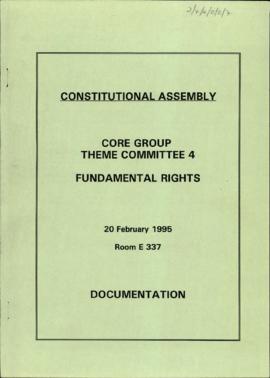 CONSTITUTIONAL ASSEMBLY
CORE GROUP
THEME COMMITTEE 4
FUNDAMENTAL RIGHTS
20 February 1995
Room E 337
DOCUMENTATION